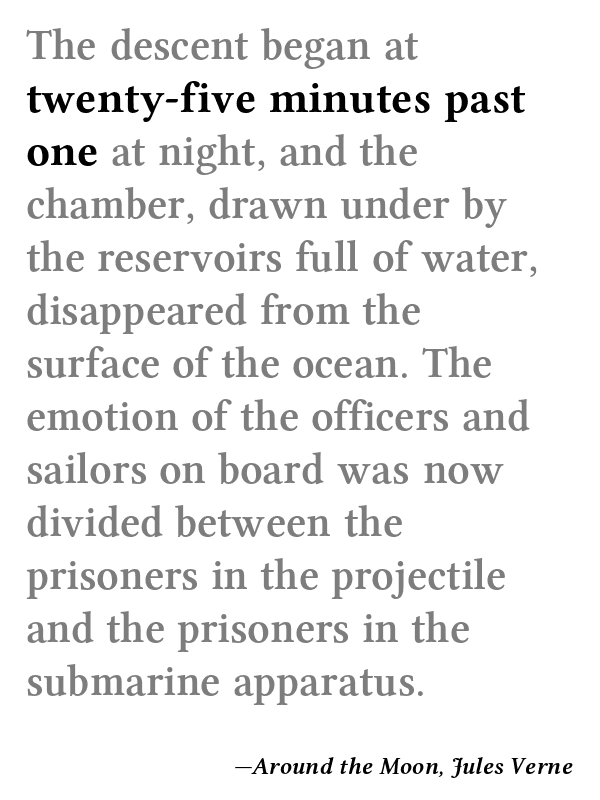 The descent began at
twenty-five minutes past
one at night, and the
chamber, drawn under by
the reservoirs full of water,
disappeared from the
surface of the ocean. The
emotion of the officers and
sailors on board was now
divided between the
prisoners in the projectile
and the prisoners in the
submarine apparatus.
—Around the Moon, Jules Verne